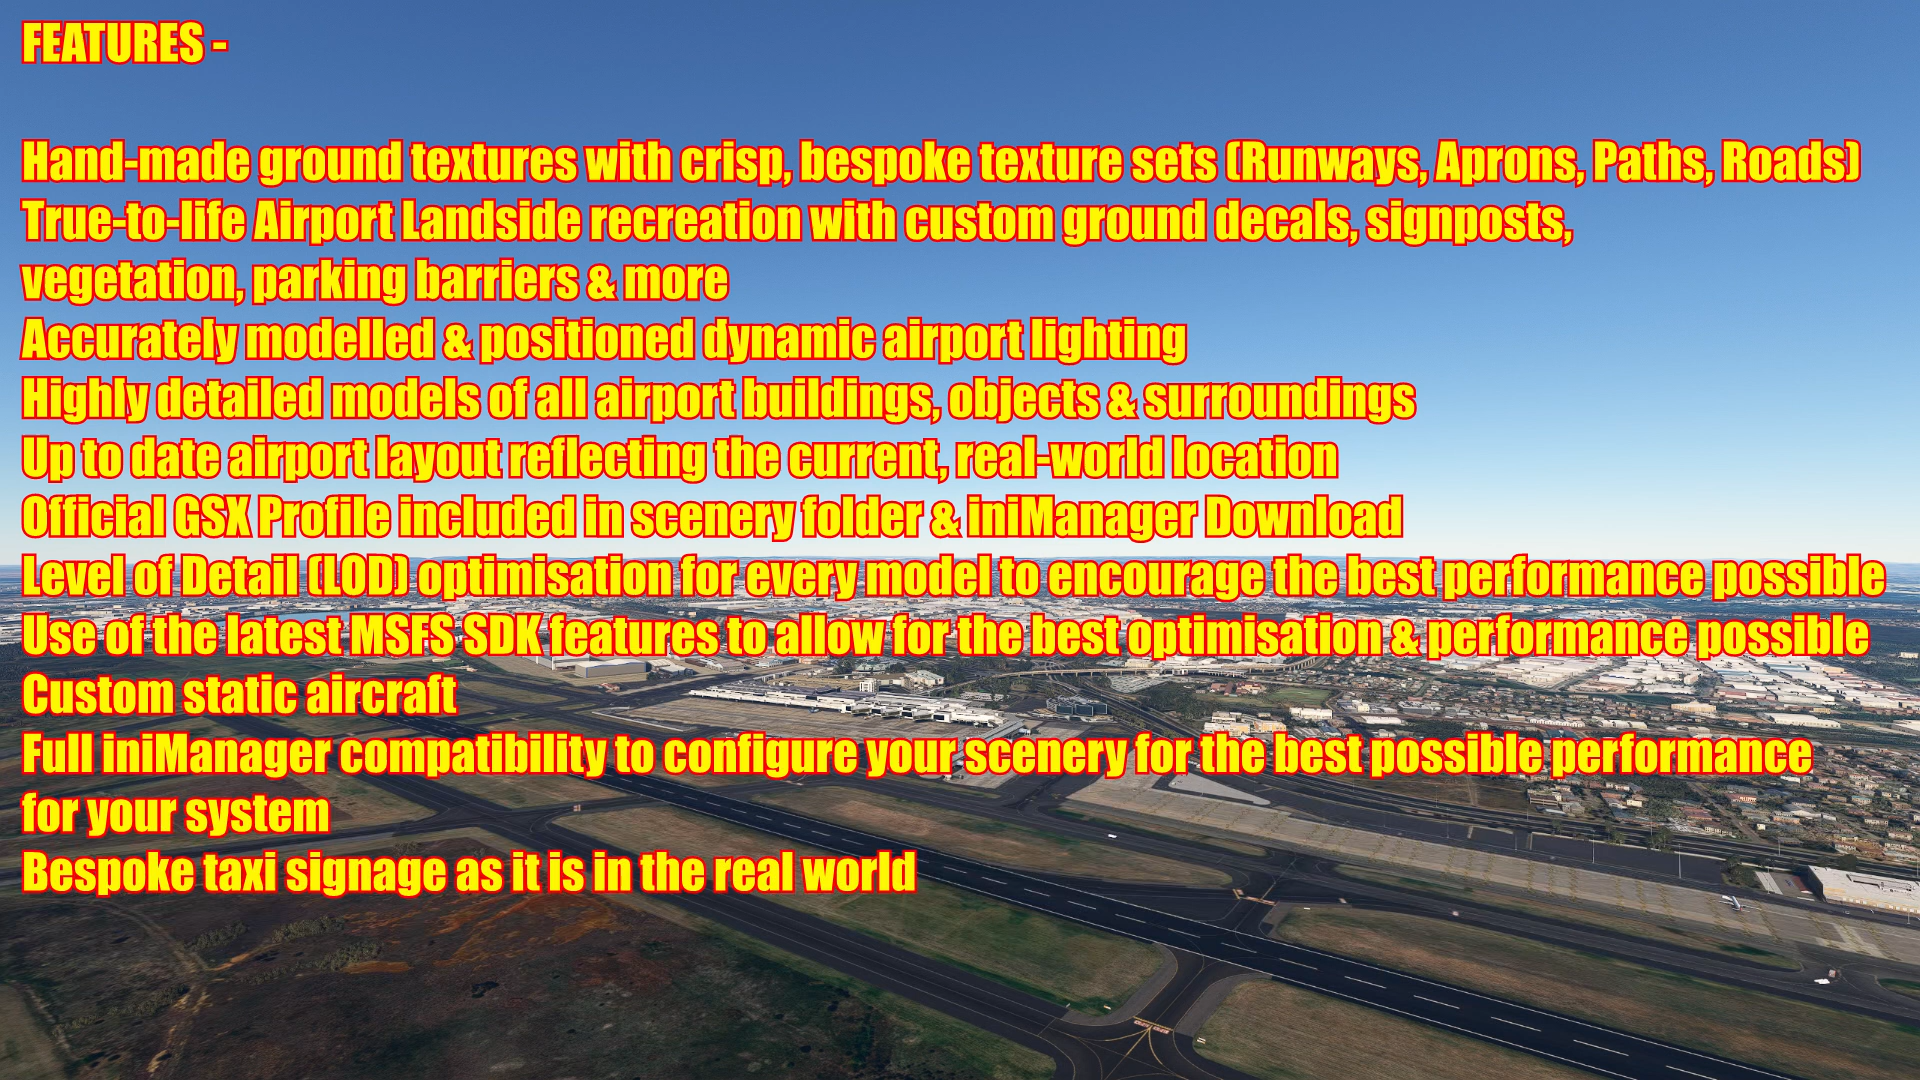 FEATURES -
Hand-made ground textures with crisp, bespoke texture sets (Runways, Aprons, Paths, Roads)
True-to-life Airport Landside recreation with custom ground decals, signposts,
vegetation, parking barriers & more
Accurately modelled & positioned dynamic airport lighting
Highly detailed models of all airport buildings, objects & surroundings
Up to date airport layout reflecting the current, real-world location
Official GSX Profile included in scenery folder & iniManager Download
Level of Detail (LOD) optimisation for every model to encourage the best performance possible
Use of the latest MSFS SDK features to allow for the best optimisation & performance possible
Custom static aircraft
Full iniManager compatibility to configure your scenery for the best possible performance
for your system
Bespoke taxi signage as it is in the real world